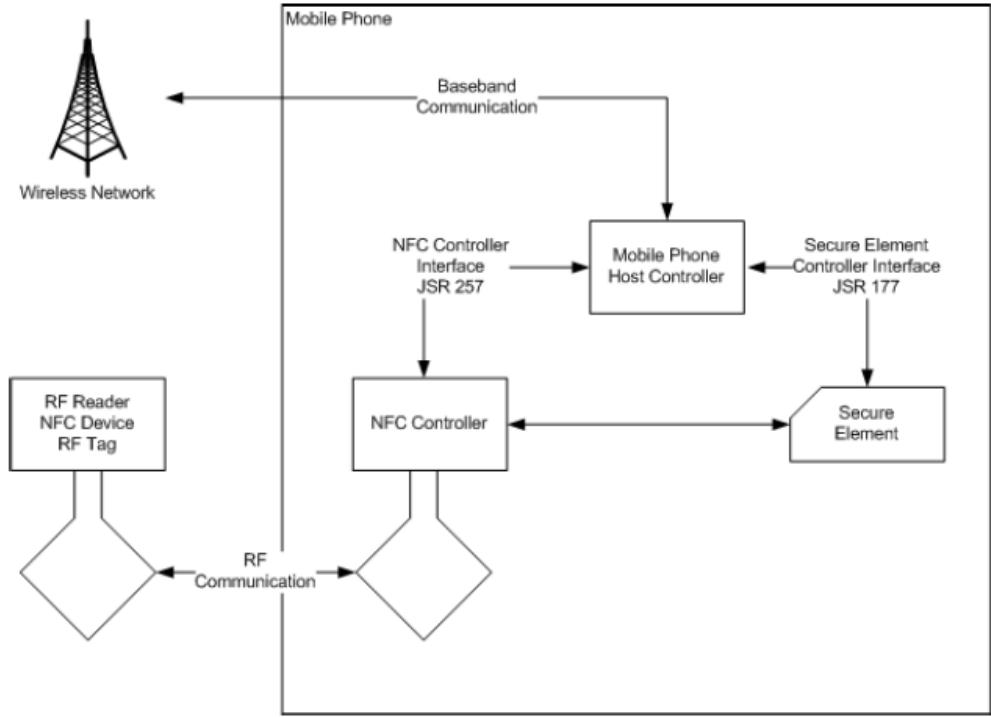 Mobile Phone
Baseband
Communication
Wireless Network
NFC Controller
Interface
JSR 257
Mobile Phone
Host Controller
Secure Element
Controller Interface
JSR 177
RF Reader
NFC Device
RF Tag
NFC Controller
Secure
Element
RF
Communication